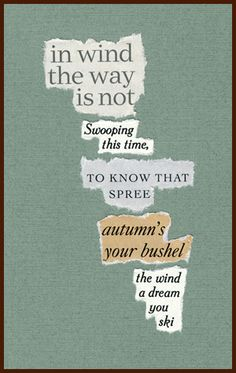 in wind
the way
is not
Swooping
this time,
TO KNOW THAT
SPREE
autumn's
your bushel
the wind
a dream
you
ski